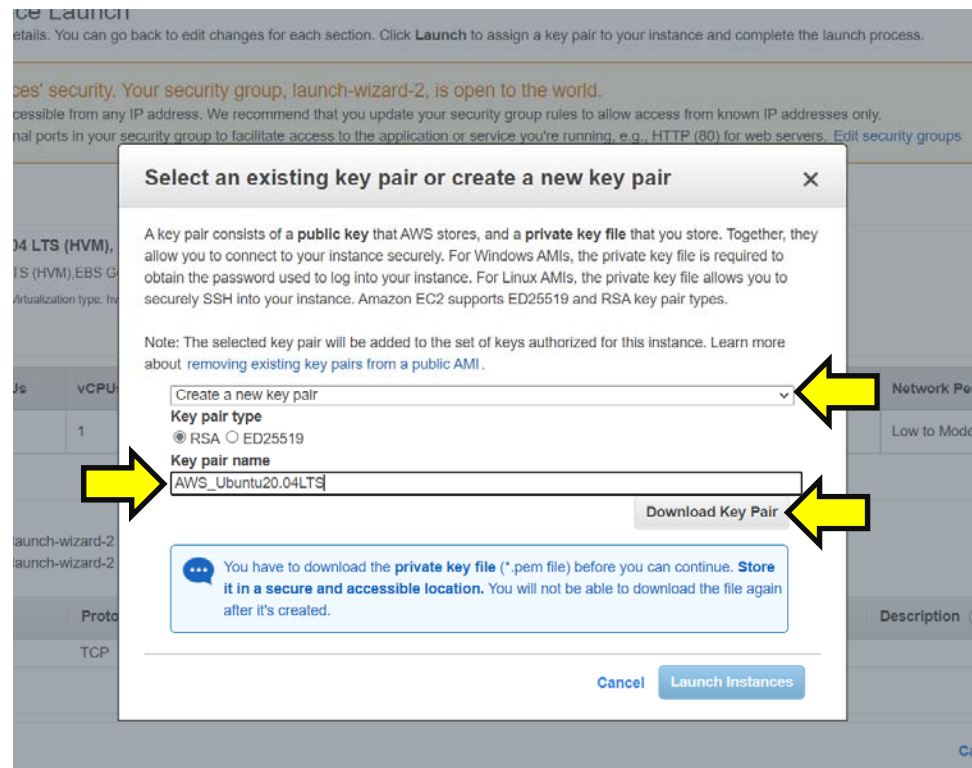 ce Launch
etails. You can go back to edit changes for each section. Click Launch to assign a key pair to your instance and complete the launch process.
ces' security. Your security group, launch-wizard-2, is open to the world.
cessible from any IP address. We recommend that you update your security group rules to allow access from known IP addresses only.
nal ports in your security group to facilitate access to the application or service you're running, e.g., HTTP (80) for web servers. Edit security groups
Select an existing key pair or create a new key pair
A key pair consists of a public key that AWS stores, and a private key file that you store. Together, they
allow you to connect to your instance securely. For Windows AMIs, the private key file is required to
obtain the password used to log into your instance. For Linux AMIs, the private key file allows you to
securely SSH into your instance. Amazon EC2 supports ED25519 and RSA key pair types.
Note: The selected key pair will be added to the set of keys authorized for this instance. Learn more
about removing existing key pairs from a public AMI.
Create a new key pair
Key pair type
RSA ED25519
Key pair name
AWS_Ubuntu20.04LTS
Download Key Pair
You have to download the private key file (*.pem file) before you can continue. Store
it in a secure and accessible location. You will not be able to download the file again
after it's created.
Cancel Launch Instances
04 LTS (HVM),
TS (HVM),EBS G
Virtualization type: hv
Us vCPU Network Pe
1 Low to Mode
launch-wizard-2
launch-wizard-2
Proto Description
TCP
Ca